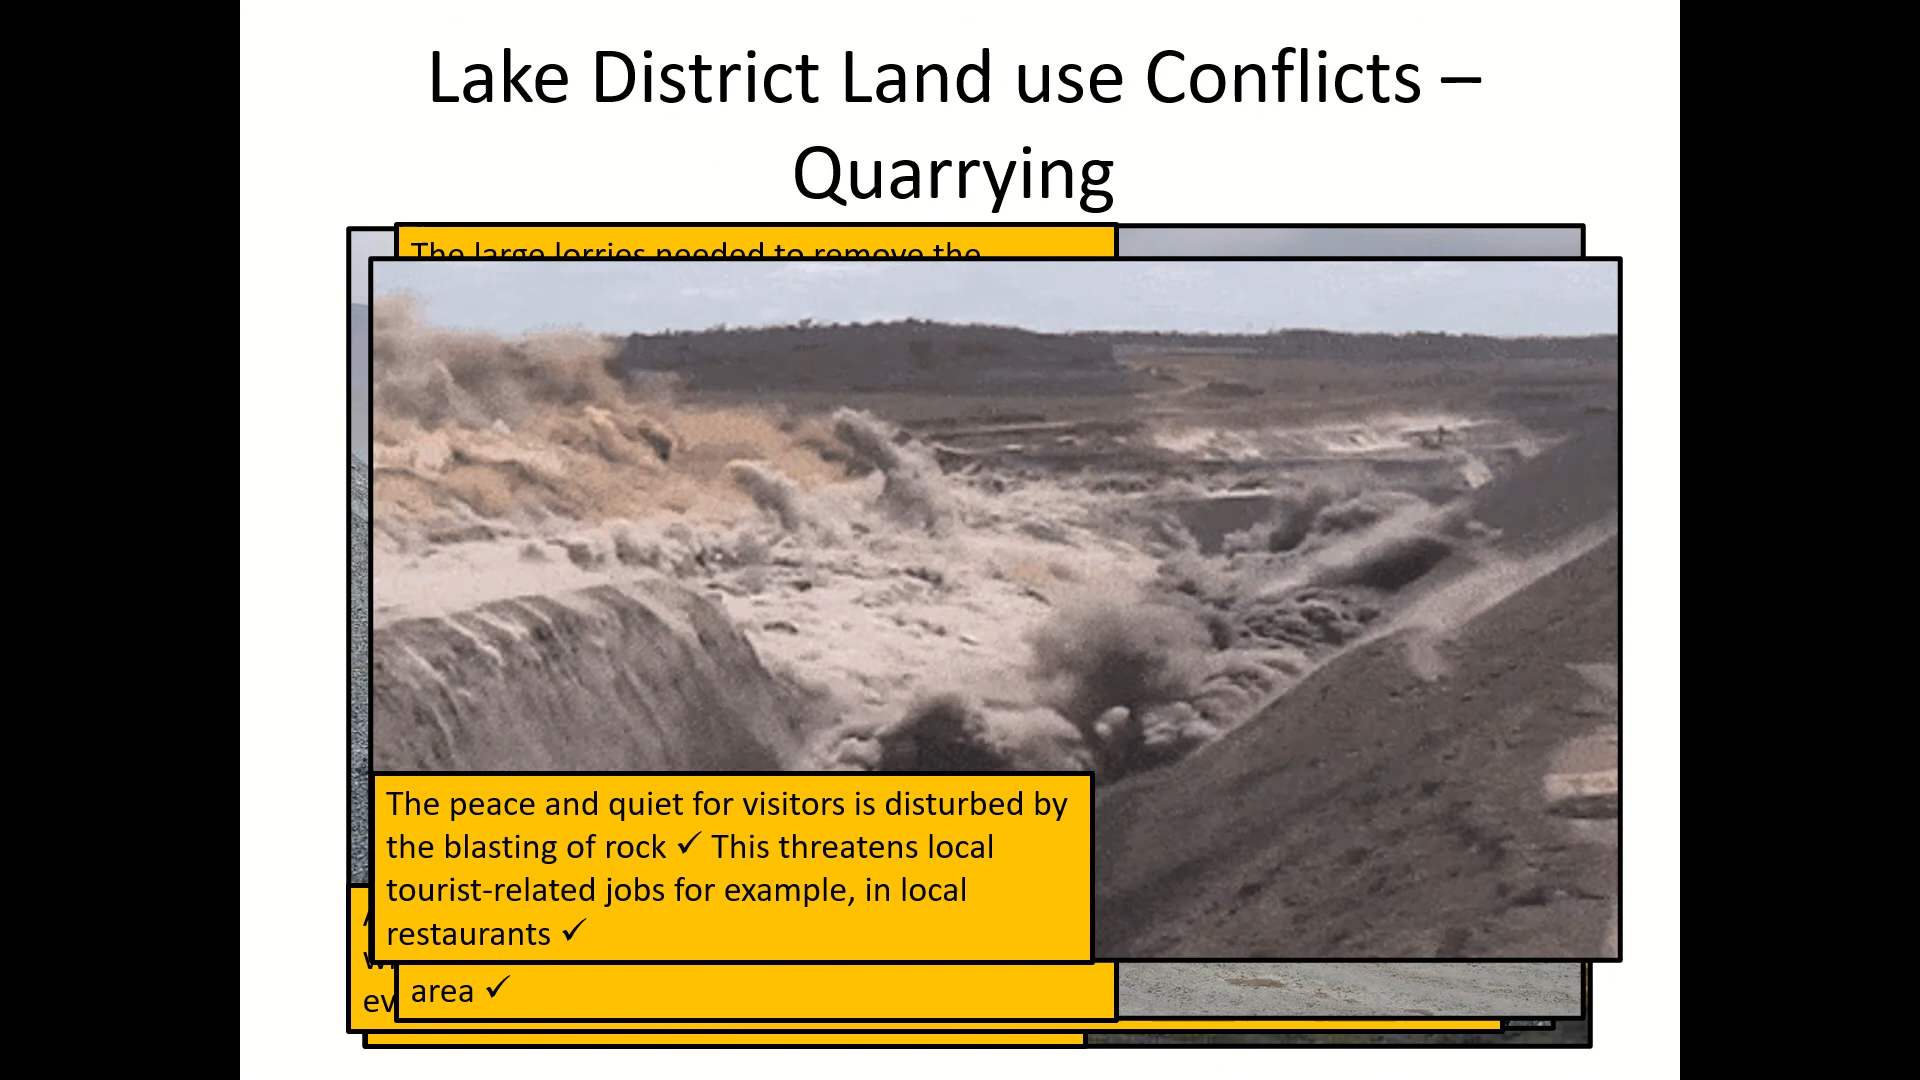 Lake District Land use Conflicts –
Quarrying
The large lorries needed to remove the
The peace and quiet for visitors is disturbed by
the blasting of rock ✓ This threatens local
tourist-related jobs for example, in local
restaurants ✓
area ✓